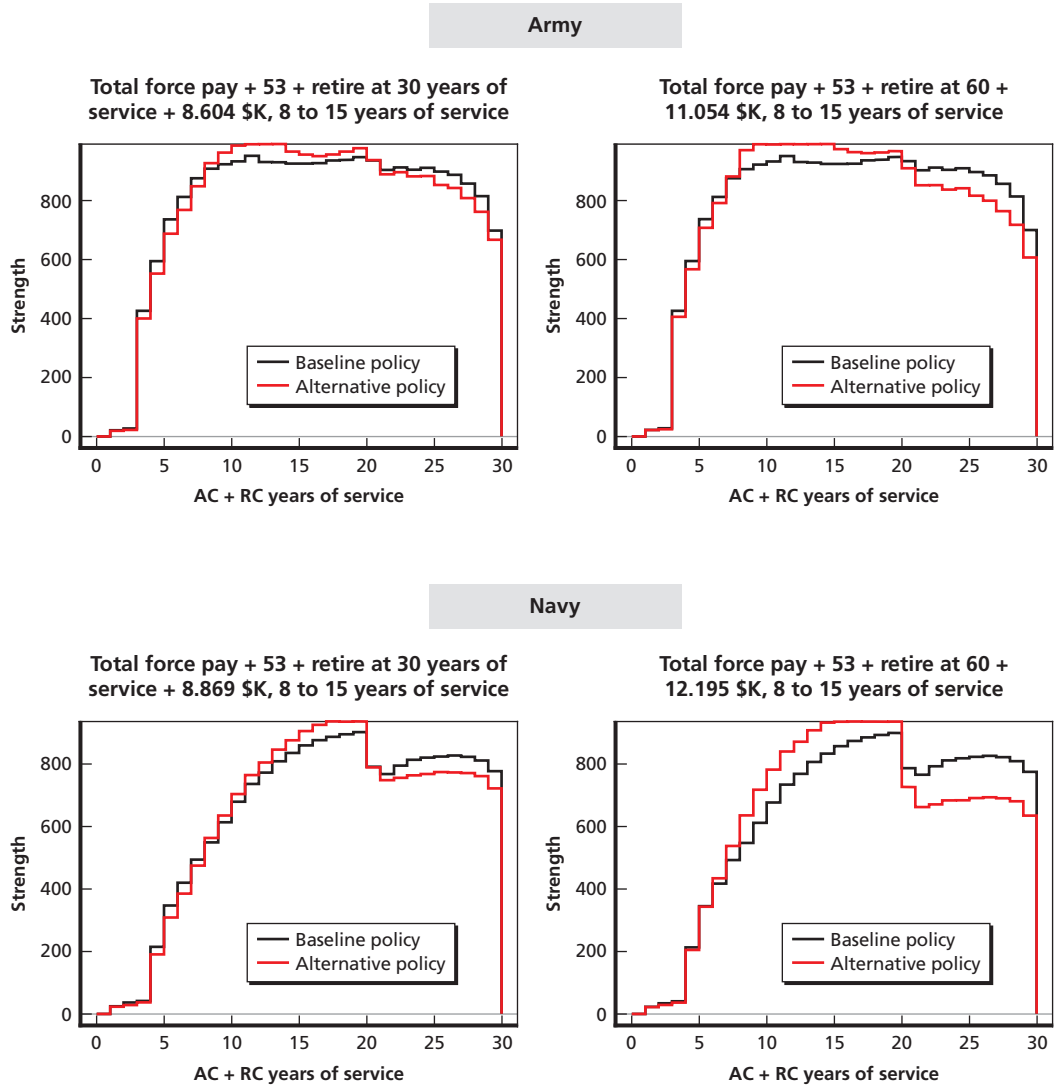 Army
Total force pay + 53 + retire at 30 years of
service + 8.604 $K, 8 to 15 years of service
800
600
400
200
0
Strength
Baseline policy
Alternative policy
0 5 10 15 20 25 30
AC + RC years of service
Total force pay + 53 + retire at 60 +
11.054 $K, 8 to 15 years of service
800
600
400
200
0
Strength
Baseline policy
Alternative policy
0 5 10 15 20 25 30
AC + RC years of service
Navy
Total force pay + 53 + retire at 30 years of
service + 8.869 $K, 8 to 15 years of service
800
600
400
200
0
Strength
Baseline policy
Alternative policy
0 5 10 15 20 25 30
AC + RC years of service
Total force pay + 53 + retire at 60 +
12.195 $K, 8 to 15 years of service
800
600
400
200
0
Strength
Baseline policy
Alternative policy
0 5 10 15 20 25 30
AC + RC years of service